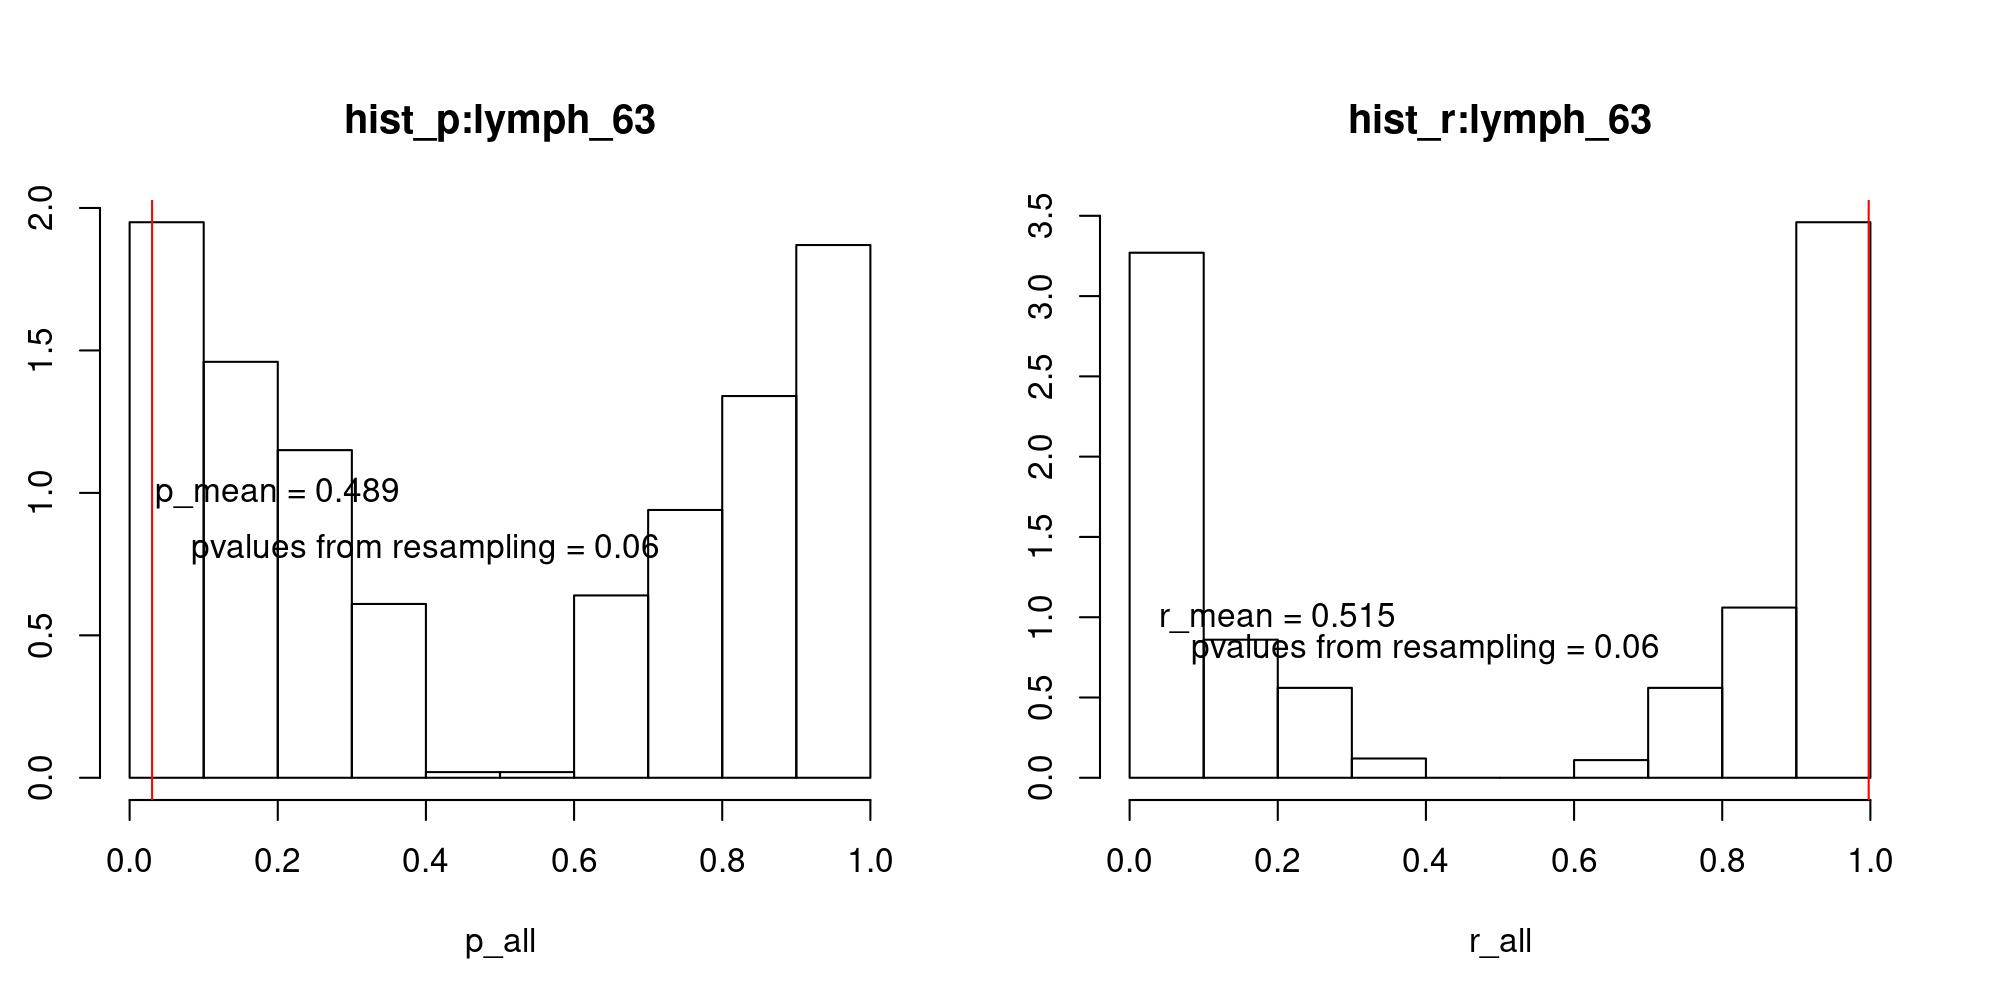 hist_p:lymph_63
2.0
1.5
1.0
0.5
0.0
p_mean = 0.489
pvalues from resampling = 0.06
0.0 0.2 0.4 0.6 0.8 1.0
p_all
hist_r:lymph_63
3.5
3.0
2.5
2.0
1.5
1.0
0.5
0.0
r_mean = 0.515
pvalues from resampling = 0.06
0.0 0.2 0.4 0.6 0.8 1.0
r_all